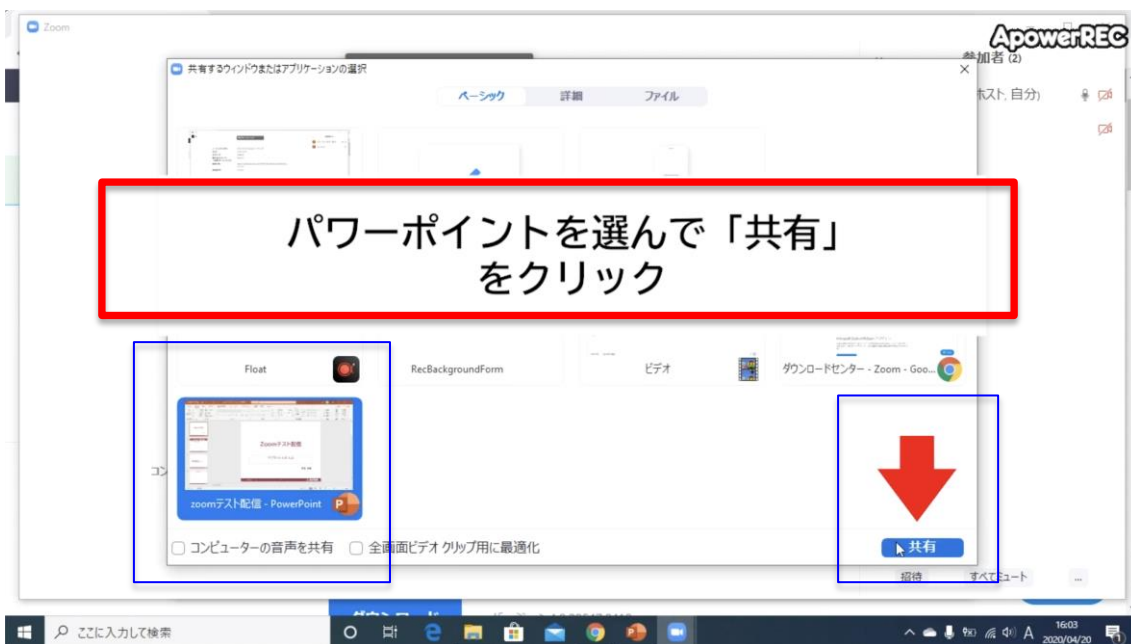 Zoom
ApowerREC
参加者 (2)
共有するウィンドウまたはアプリケーションの選択
ベーシック 詳細 ファイル
ホスト, 自分)
パワーポイントを選んで「共有」
をクリック
Float
RecBackgroundForm
ビデオ
ダウンロードセンター - Zoom - Goo...
Zoomテスト配信
zoomテスト配信 - PowerPoint
コンピューターの音声を共有 全画面ビデオ クリップ用に最適化
共有
招待 すべてミュート ...
ダウンロード
ここに入力して検索
A 16:03
2020/04/20